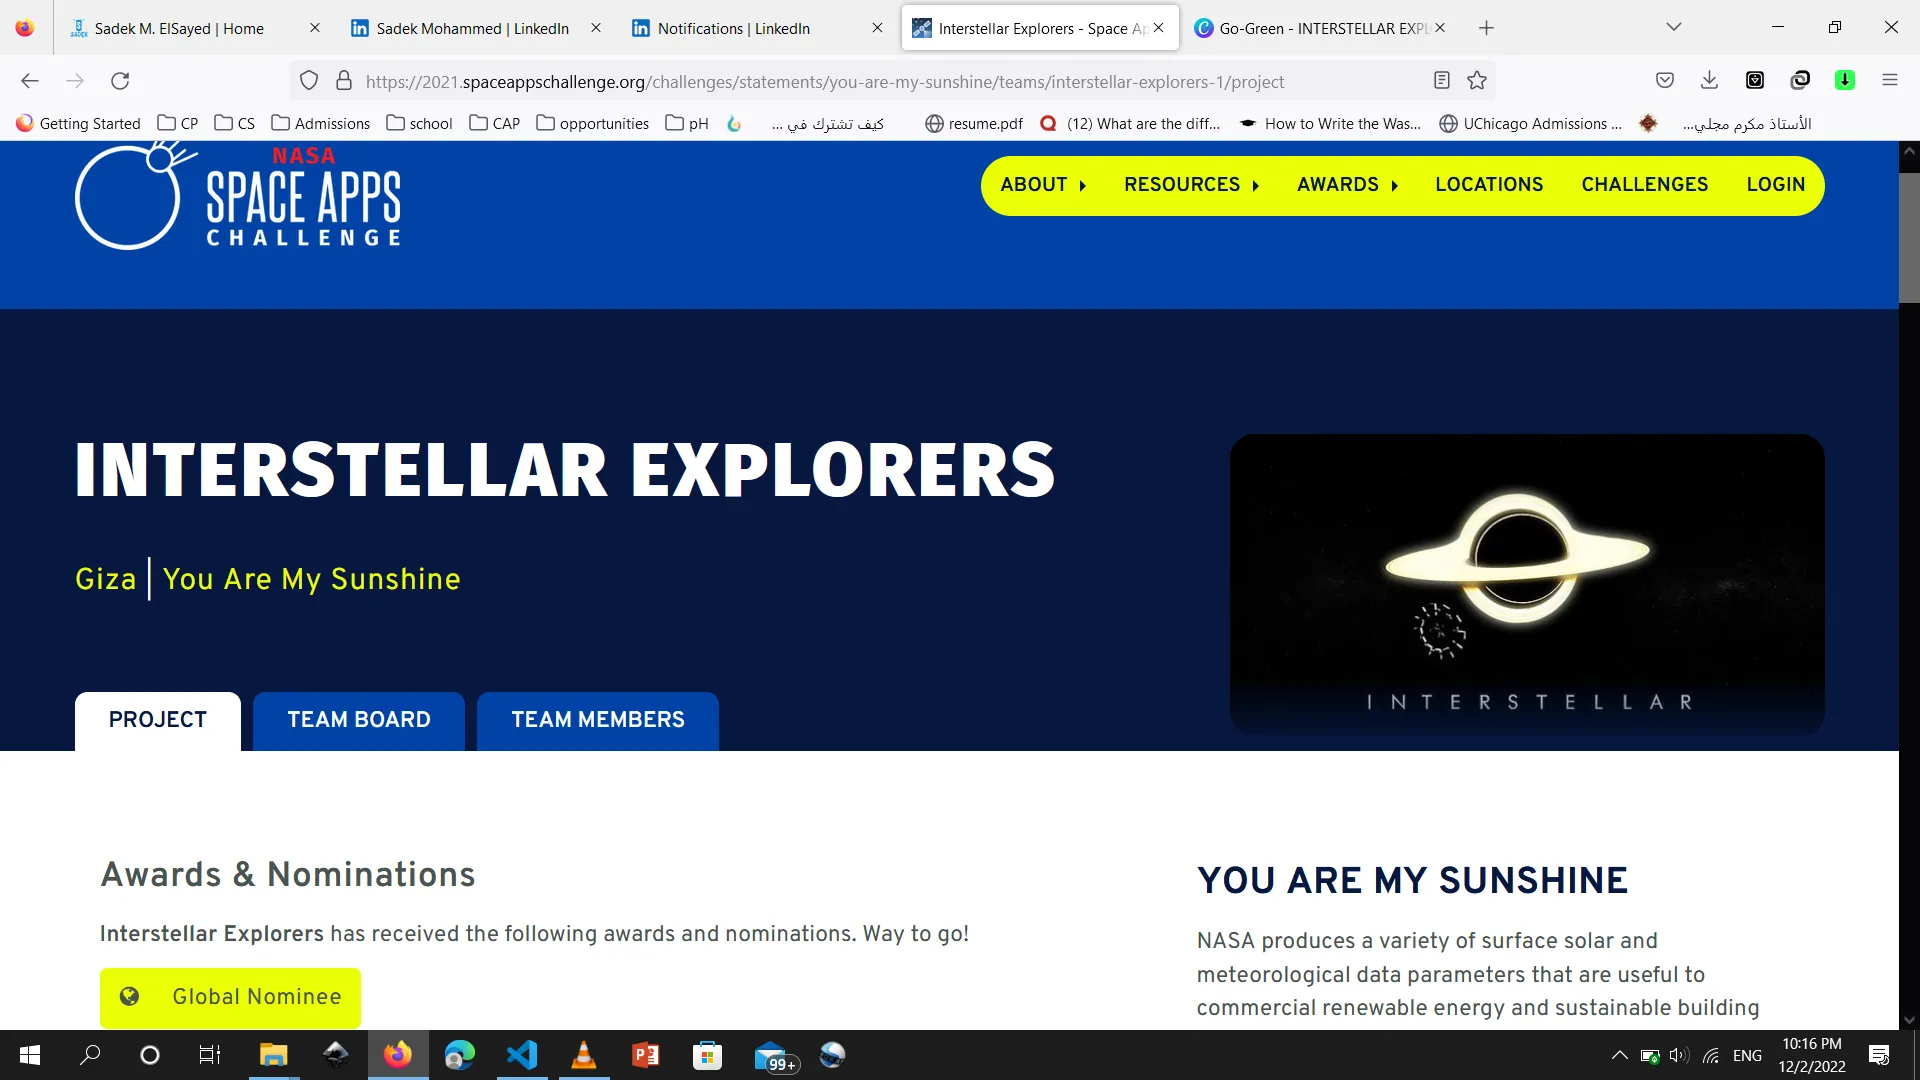 Sadek M. ElSayed | Home
Sadek Mohammed | LinkedIn
Notifications | LinkedIn
Interstellar Explorers - Space Ap
Go-Green - INTERSTELLAR EXPL
https://2021.spaceappschallenge.org/challenges/statements/you-are-my-sunshine/teams/interstellar-explorers-1/project
Getting Started
CP
CS
Admissions
school
CAP
opportunities
pH
كيف تشترك في ...
resume.pdf
(12) What are the diff...
How to Write the Was...
UChicago Admissions ...
الأستاذ مكرم مجلي...
NASA
SPACE APPS
CHALLENGE
ABOUT
RESOURCES
AWARDS
LOCATIONS
CHALLENGES
LOGIN
INTERSTELLAR EXPLORERS
Giza | You Are My Sunshine
INTERSTELLAR
PROJECT
TEAM BOARD
TEAM MEMBERS
Awards & Nominations
Interstellar Explorers has received the following awards and nominations. Way to go!
Global Nominee
YOU ARE MY SUNSHINE
NASA produces a variety of surface solar and
meteorological data parameters that are useful to
commercial renewable energy and sustainable building
99+
ENG
10:16 PM
12/2/2022